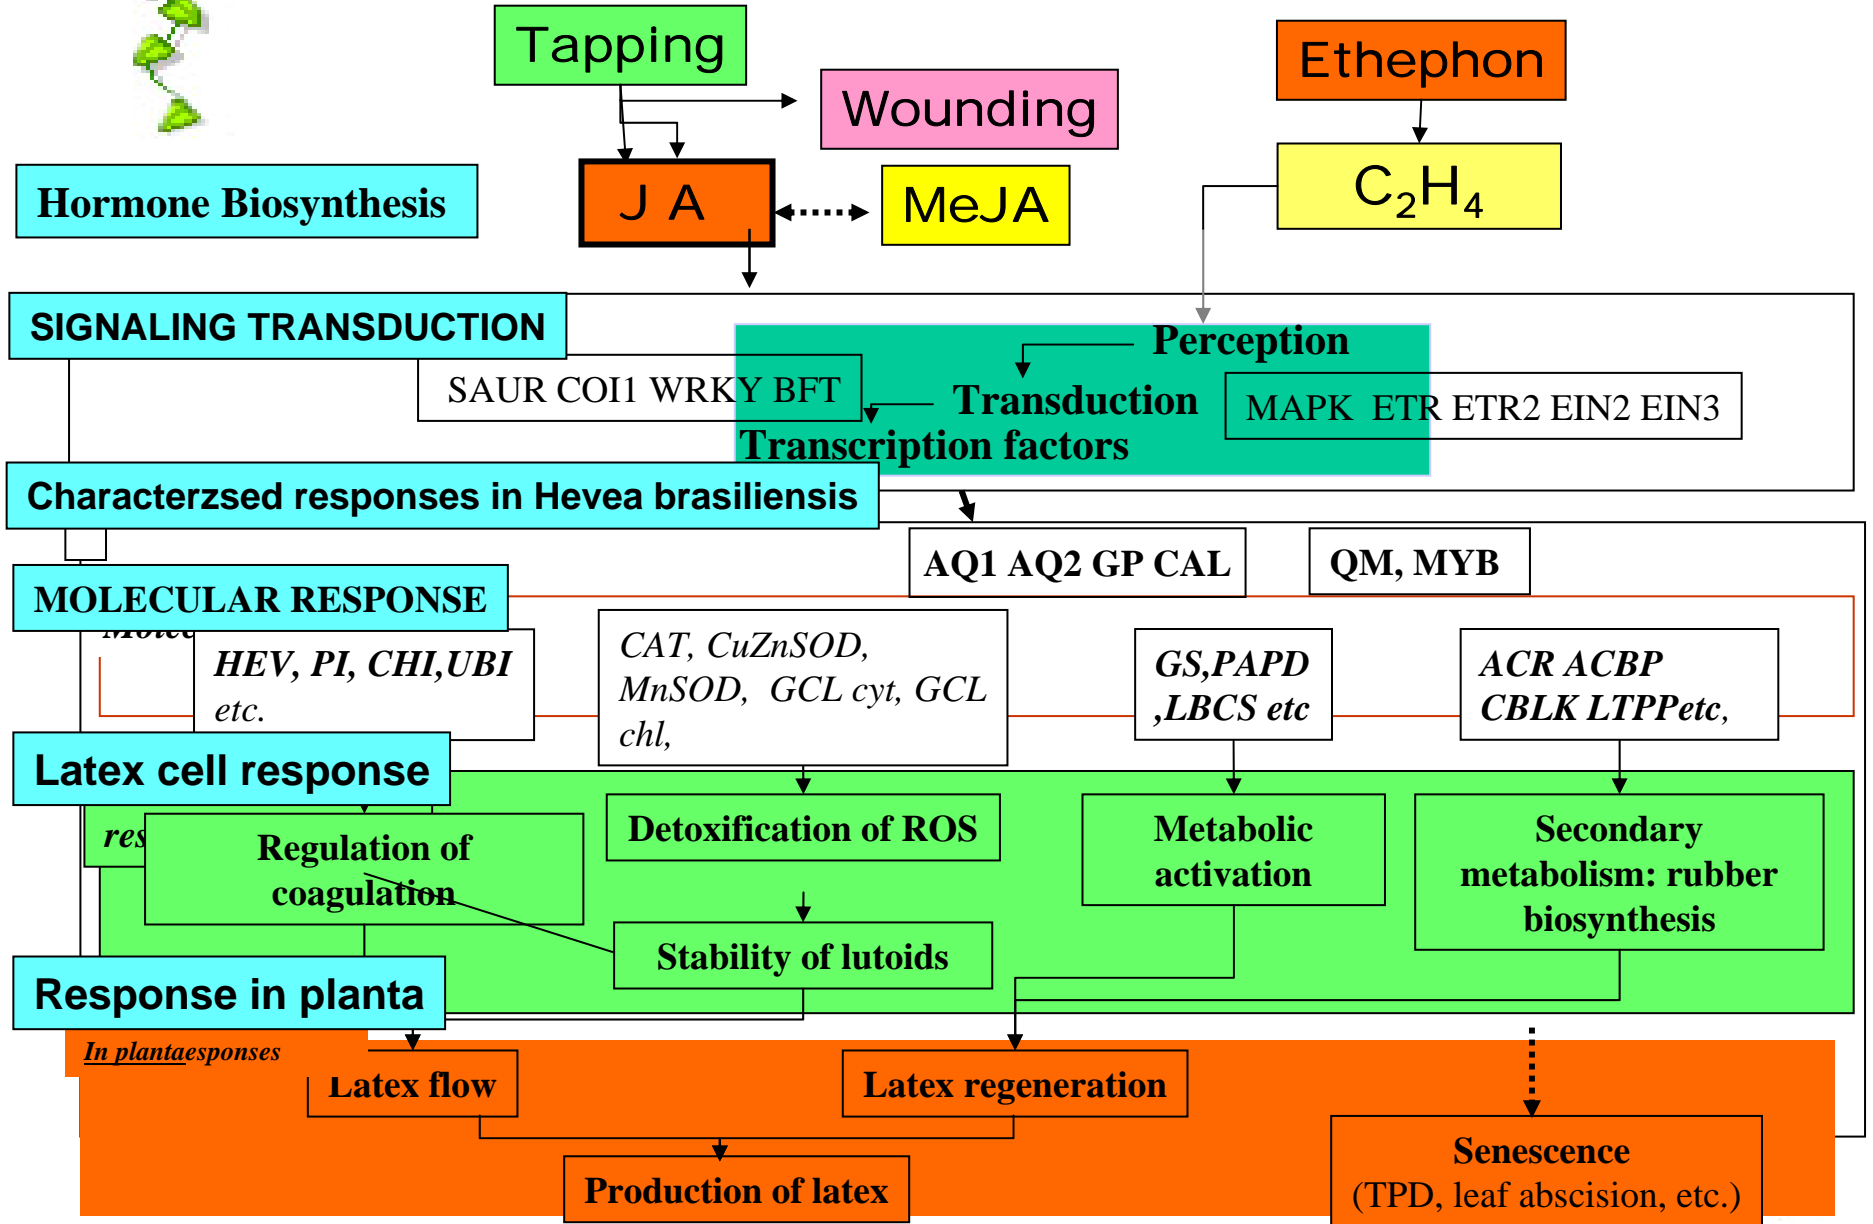 Tapping
Ethephon
Wounding
Hormone Biosynthesis
J A
MeJA
C₂H₄
SIGNALING TRANSDUCTION
Perception
SAUR COI1 WRKY BFT
Transduction
MAPK ETR ETR2 EIN2 EIN3
Transcription factors
Characterzsed responses in Hevea brasiliensis
AQ1 AQ2 GP CAL
QM, MYB
MOLECULAR RESPONSE
HEV, PI, CHI,UBI
etc.
CAT, CuZnSOD,
MnSOD, GCL cyt, GCL
chl,
GS,PAPD
,LBCS etc
ACR ACBP
CBLK LTPPetc,
Latex cell response
res
Regulation of
coagulation
Detoxification of ROS
Metabolic
activation
Secondary
metabolism: rubber
biosynthesis
Stability of lutoids
Response in planta
In plantaesponses
Latex flow
Latex regeneration
Production of latex
Senescence
(TPD, leaf abscision, etc.)